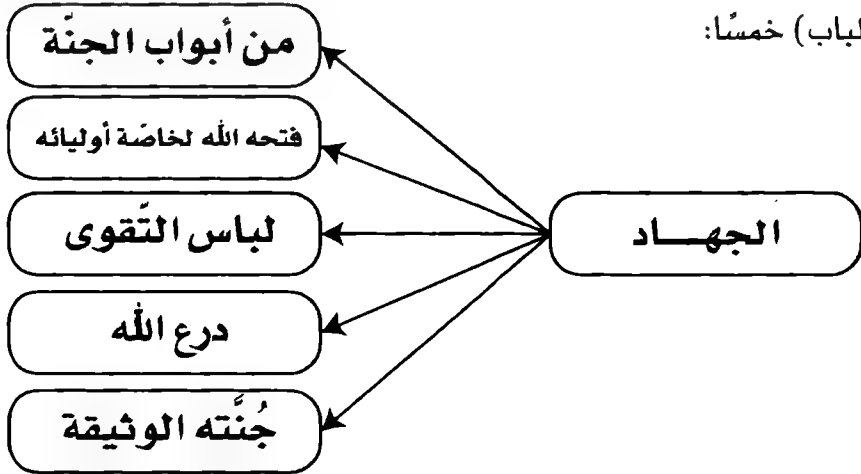 لباب) خمسًا:
الجهـــاد
من أبواب الجنّة
فتحه الله لخاصّة أوليائه
لباس التّقوى
درع الله
جُنَّته الوثيقة